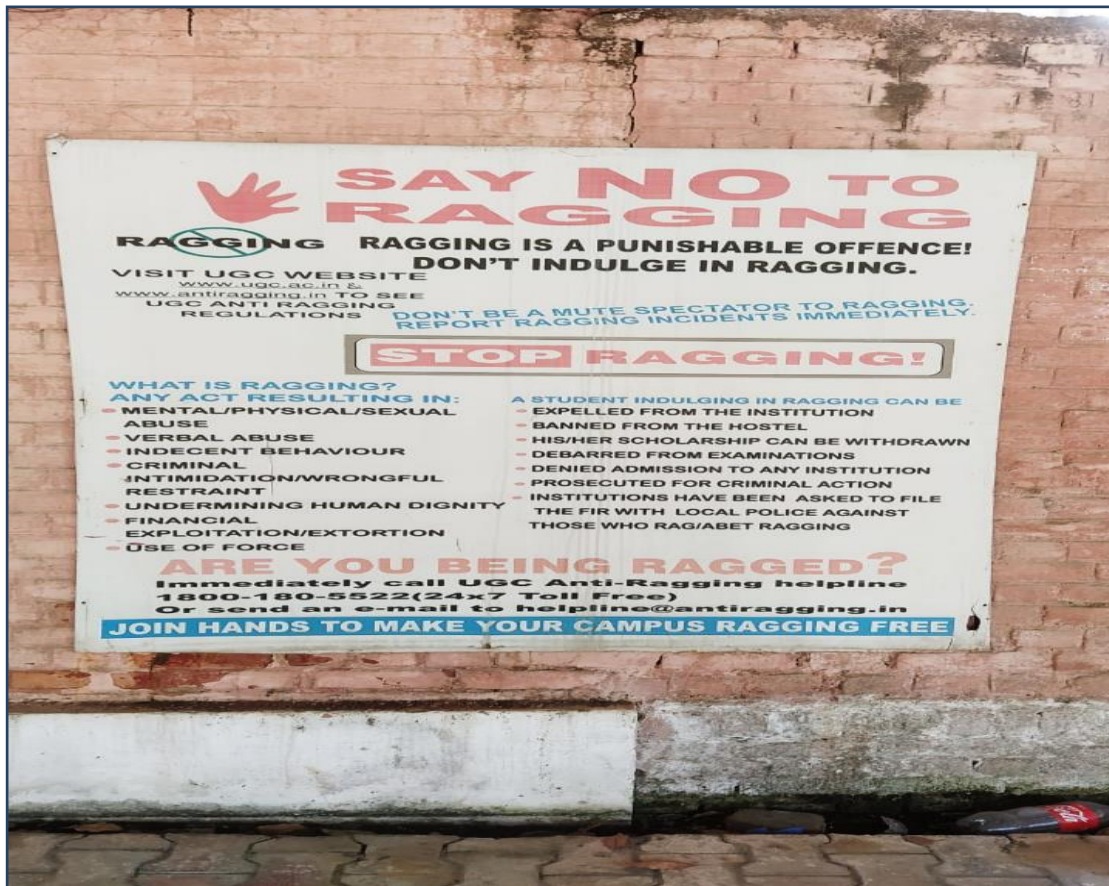 SAY NO TO
RAGGING
RAGGING
RAGGING IS A PUNISHABLE OFFENCE!
DON'T INDULGE IN RAGGING.
VISIT UGC WEBSITE
www.ugc.ac.in &
www.antiragging.in TO SEE
UGC ANTI RAGGING
REGULATIONS
DON'T BE A MUTE SPECTATOR TO RAGGING.
REPORT RAGGING INCIDENTS IMMEDIATELY.
STOP RAGGING!
WHAT IS RAGGING?
ANY ACT RESULTING IN:
MENTAL/PHYSICAL/SEXUAL
ABUSE
VERBAL ABUSE
INDECENT BEHAVIOUR
CRIMINAL
INTIMIDATION/WRONGFUL
RESTRAINT
UNDERMINING HUMAN DIGNITY
FINANCIAL
EXPLOITATION/EXTORTION
USE OF FORCE
A STUDENT INDULGING IN RAGGING CAN BE
EXPELLED FROM THE INSTITUTION
BANNED FROM THE HOSTEL
HIS/HER SCHOLARSHIP CAN BE WITHDRAWN
DEBARRED FROM EXAMINATIONS
DENIED ADMISSION TO ANY INSTITUTION
PROSECUTED FOR CRIMINAL ACTION
INSTITUTIONS HAVE BEEN ASKED TO FILE
THE FIR WITH LOCAL POLICE AGAINST
THOSE WHO RAG/ABET RAGGING
ARE YOU BEING RAGGED?
Immediately call UGC Anti-Ragging helpline
1800-180-5522(24x7 Toll Free)
Or send an e-mail to helpline@antiragging.in
JOIN HANDS TO MAKE YOUR CAMPUS RAGGING FREE